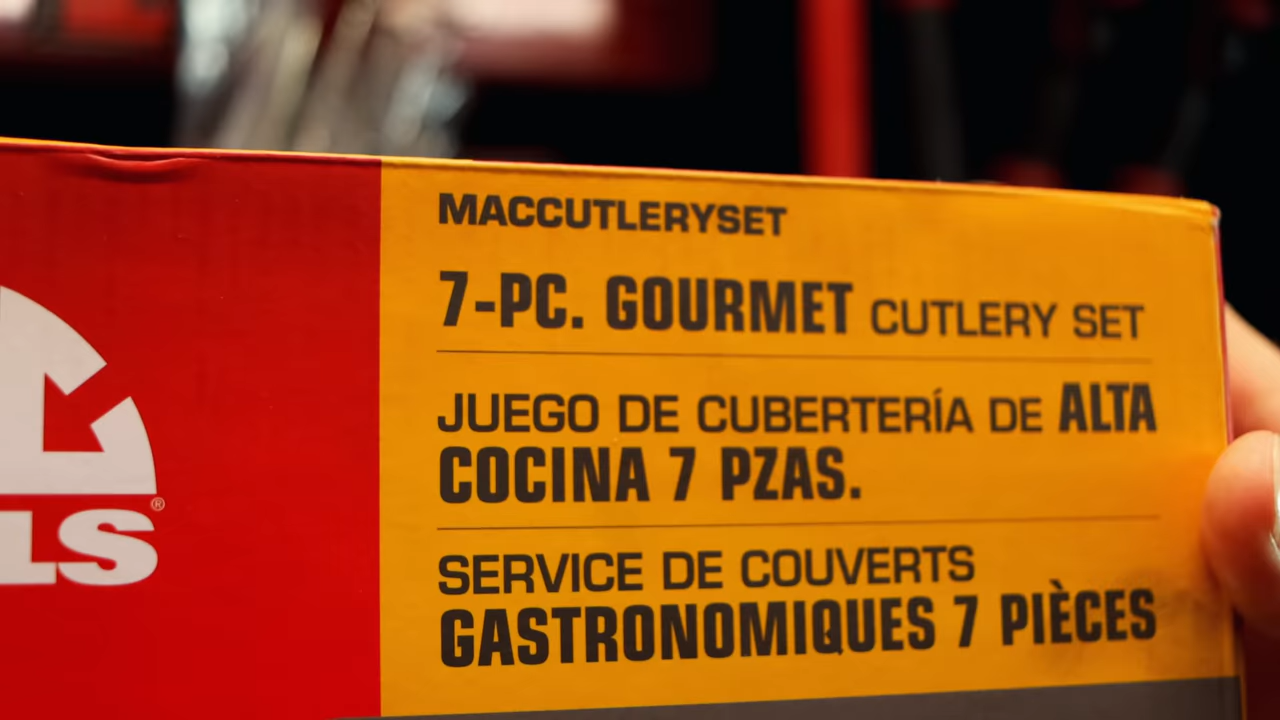 MACCUTLERYSET
7-PC. GOURMET CUTLERY SET
JUEGO DE CUBERTERÍA DE ALTA
COCINA 7 PZAS.
SERVICE DE COUVERTS
GASTRONOMIQUES 7 PIÈCES
LS®